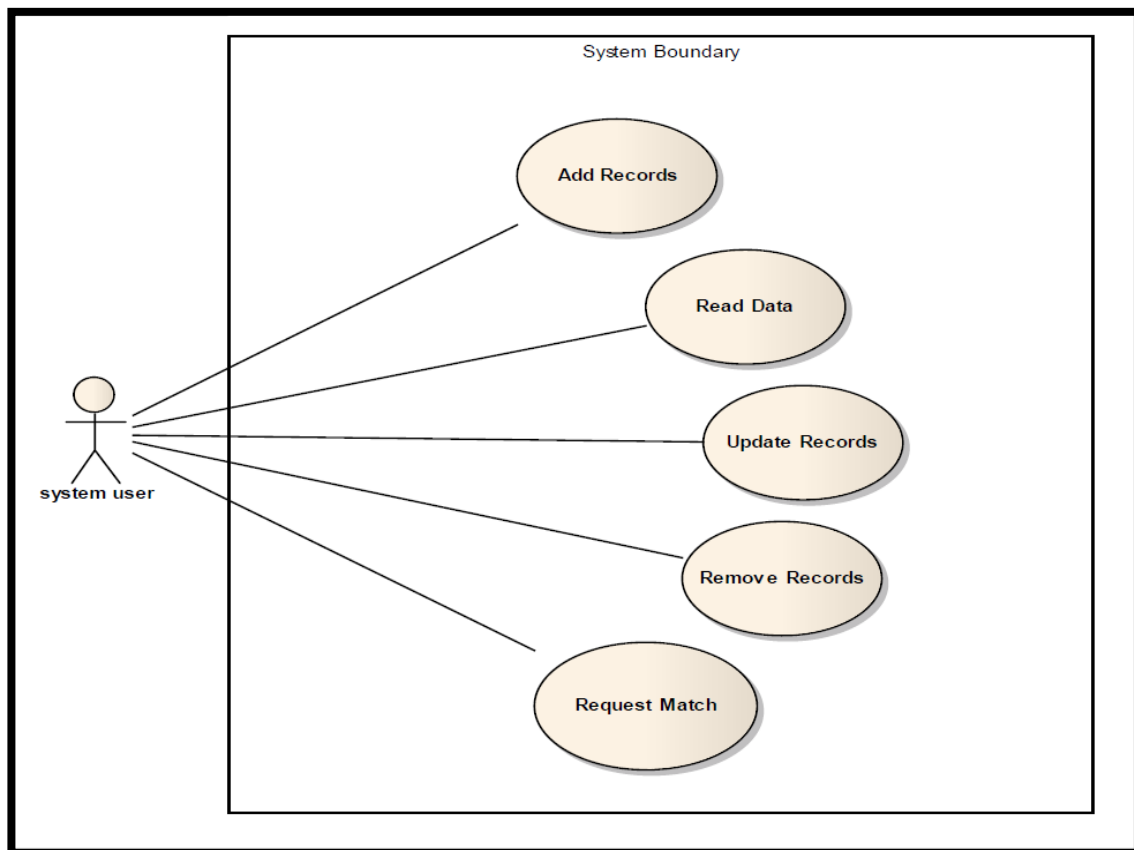 System Boundary
Add Records
Read Data
Update Records
system user
Remove Records
Request Match